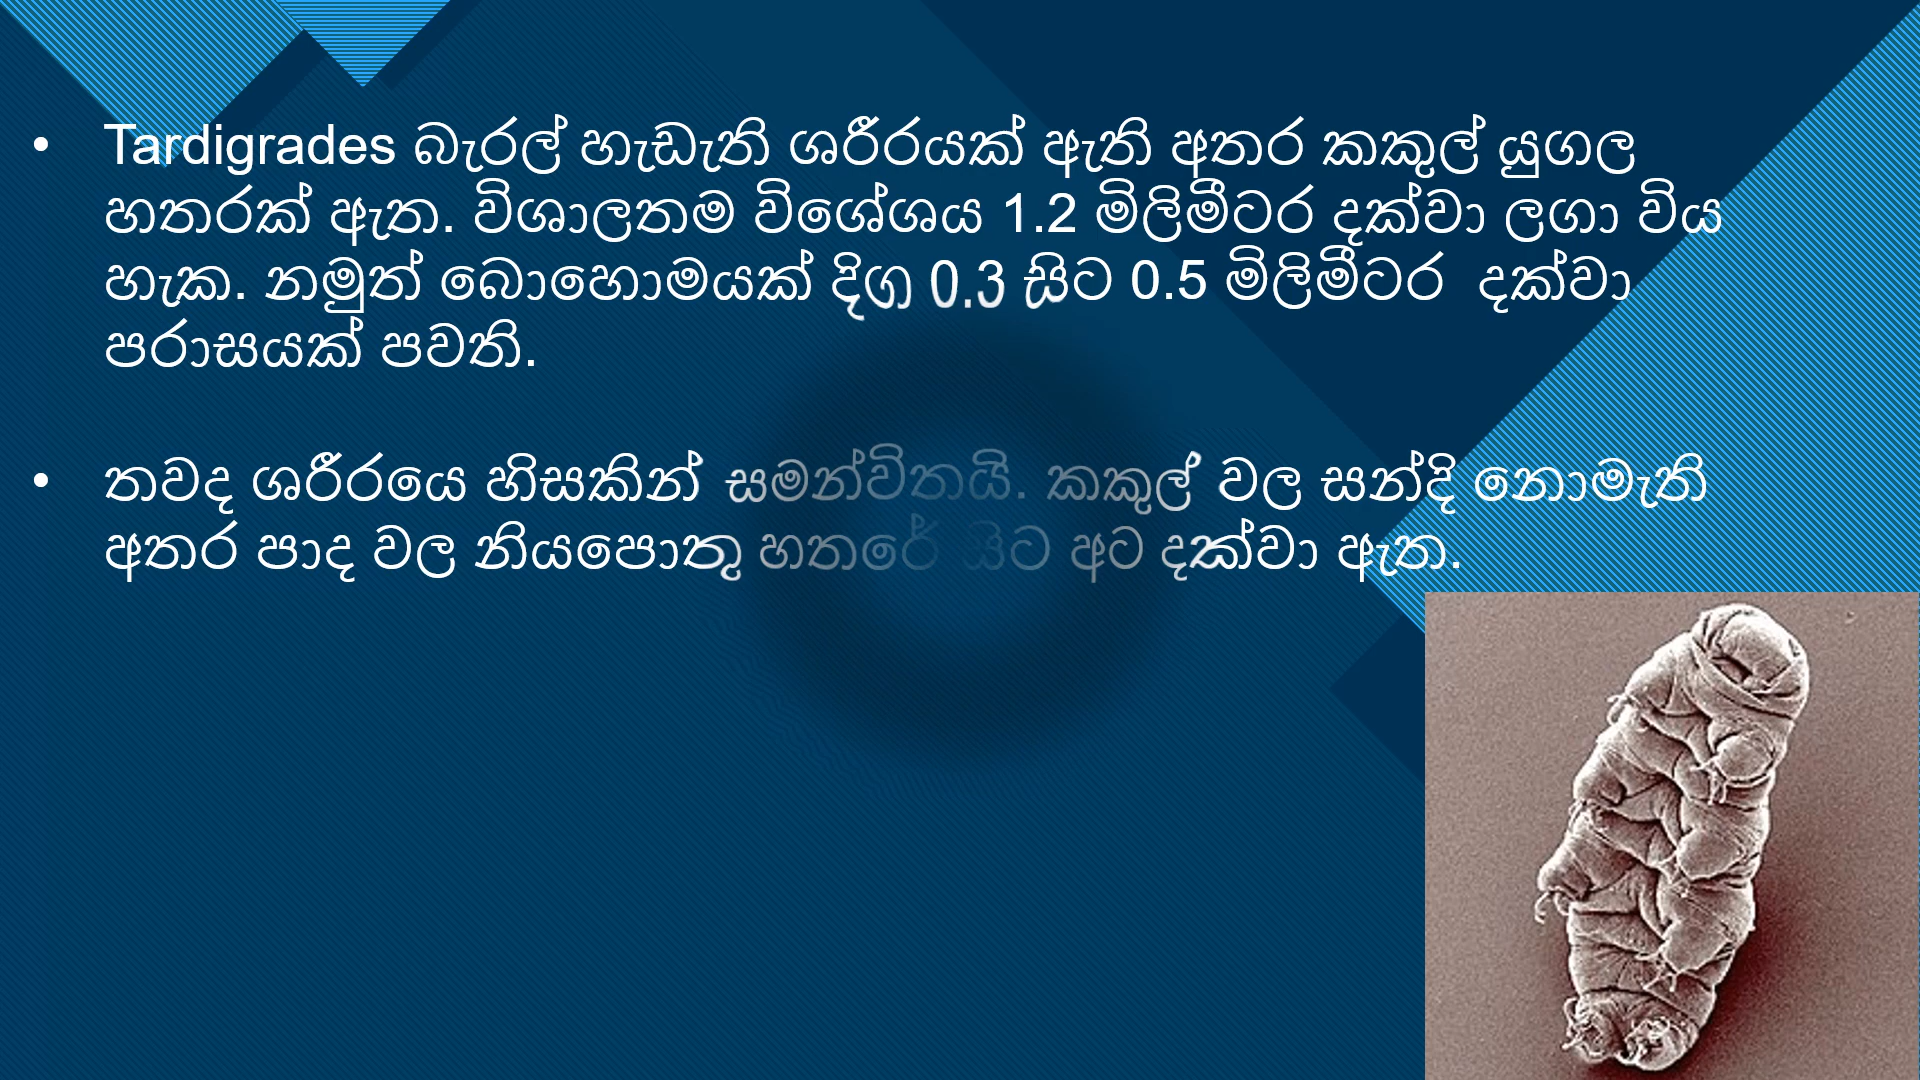 • Tardigrades බැරල් හැඩැති ශරීරයක් ඇති අතර කකුල් යුගල
හතරක් ඇත. විශාලතම විශේශය 1.2 මිලිමීටර දක්වා ලගා විය
හැක. නමුත් බොහොමයක් දිග 0.3 සිට 0.5 මිලිමීටර දක්වා
පරාසයක් පවතී.
• තවද ශරීරයෙ හිසකින් සමන්විතයි. කකුල් වල සන්දි නොමැති
අතර පාද වල නියපොතු හතරේ සිට අට දක්වා ඇත.